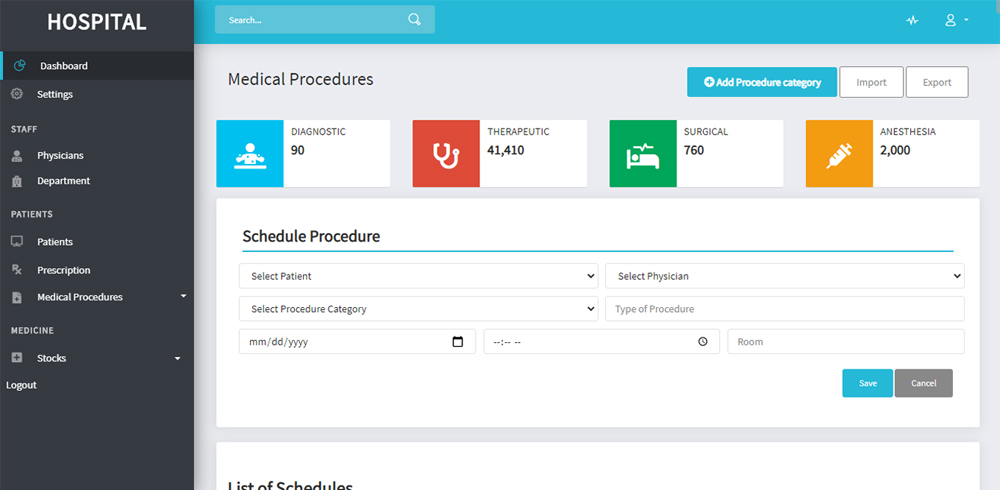 HOSPITAL
Search...
Dashboard
Settings
STAFF
Physicians
Department
PATIENTS
Patients
Prescription
Medical Procedures
MEDICINE
Stocks
Logout
Medical Procedures
Add Procedure category
Import
Export
DIAGNOSTIC
90
THERAPEUTIC
41,410
SURGICAL
760
ANESTHESIA
2,000
Schedule Procedure
Select Patient
Select Physician
Select Procedure Category
Type of Procedure
mm/dd/yyyy
--:-- --
Room
Save
Cancel
List of Schedules